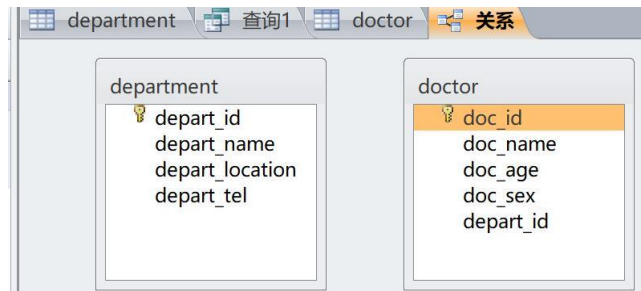 department 查询1 doctor 关系
department
depart_id
depart_name
depart_location
depart_tel
doctor
doc_id
doc_name
doc_age
doc_sex
depart_id